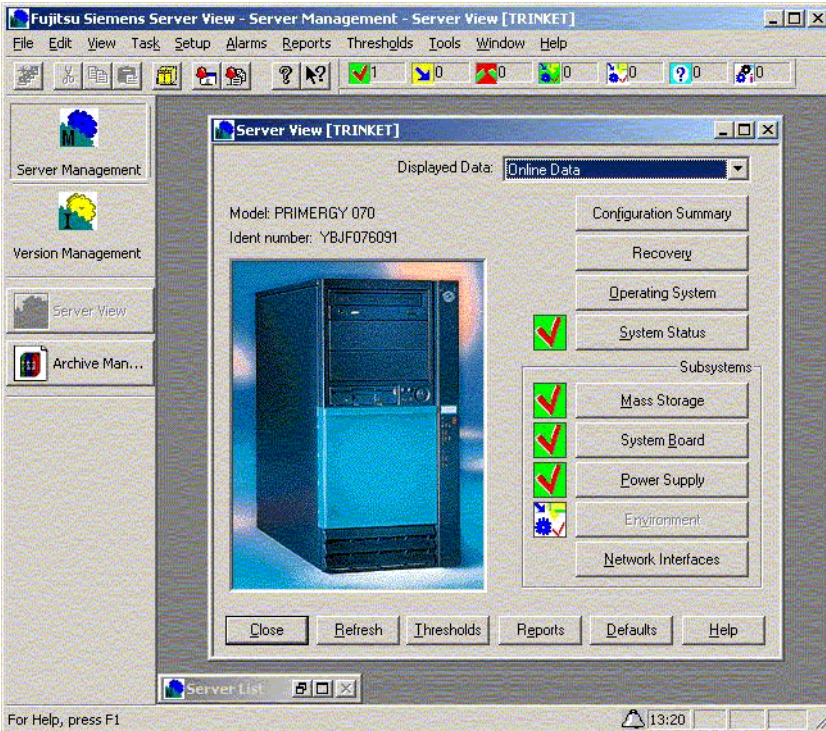 Fujitsu Siemens Server View - Server Management - Server View [TRINKET]
File Edit View Task Setup Alarms Reports Thresholds Tools Window Help
1 0 0 0 0 0 0
Server Management
Version Management
Server View
Archive Man...
Server View [TRINKET]
Displayed Data: Online Data
Model: PRIMERGY 070
Ident number: YBJF076091
Configuration Summary
Recovery
Operating System
System Status
Subsystems
Mass Storage
System Board
Power Supply
Environment
Network Interfaces
Close Refresh Thresholds Reports Defaults Help
Server List
For Help, press F1
13:20